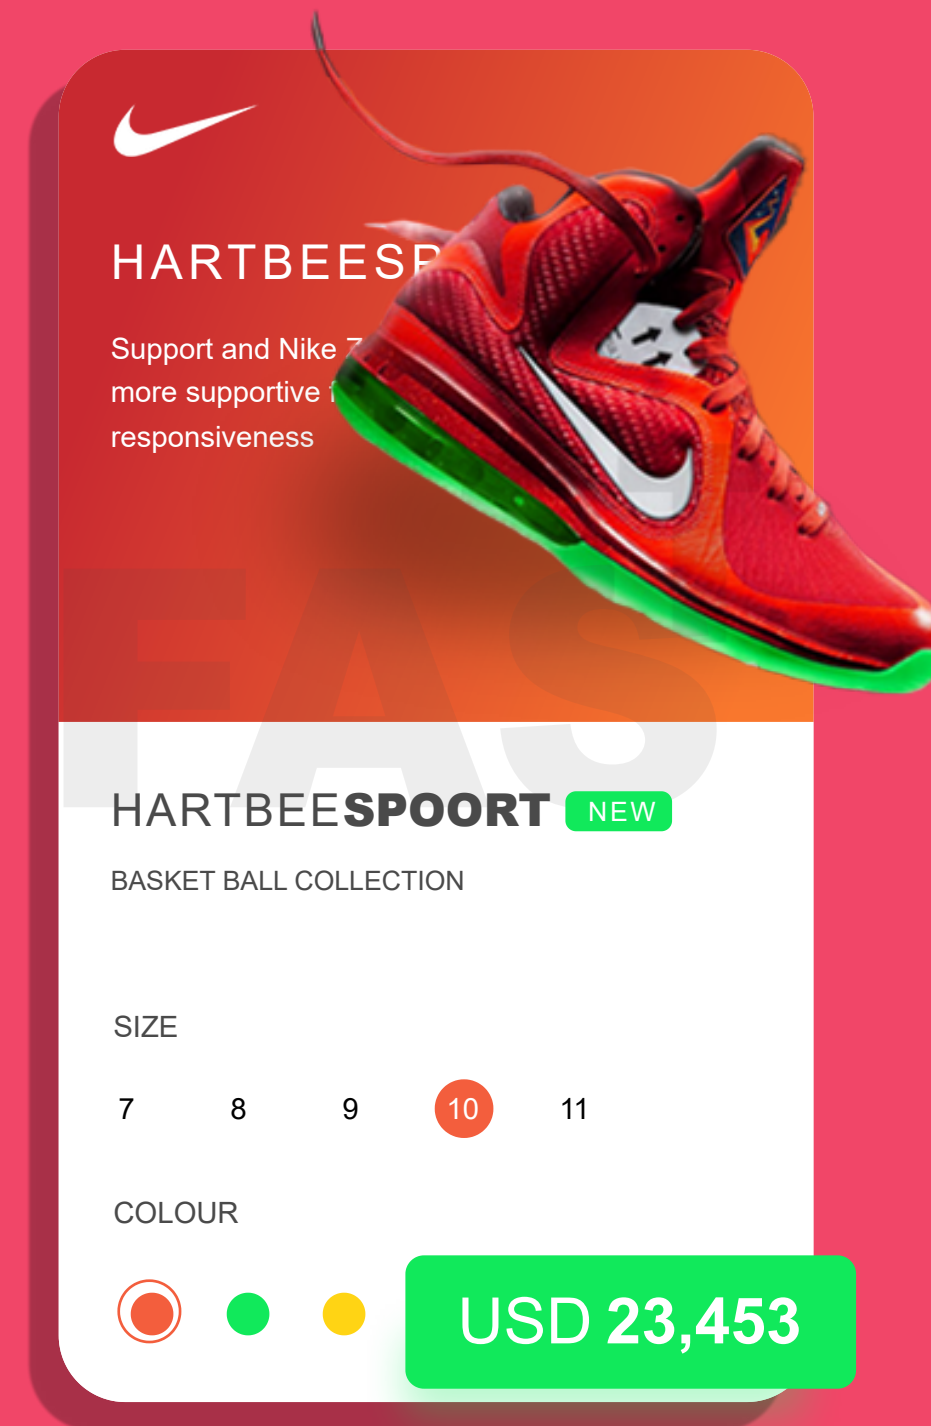 HARTBEESP
Support and Nike Z
more supportive f
responsiveness
FAS
HARTBEESPOORT NEW
BASKET BALL COLLECTION
SIZE
7 8 9 10 11
COLOUR
USD 23,453